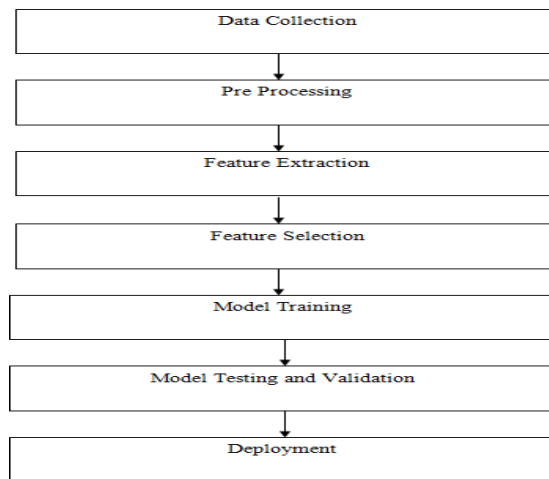 Data Collection
Pre Processing
Feature Extraction
Feature Selection
Model Training
Model Testing and Validation
Deployment